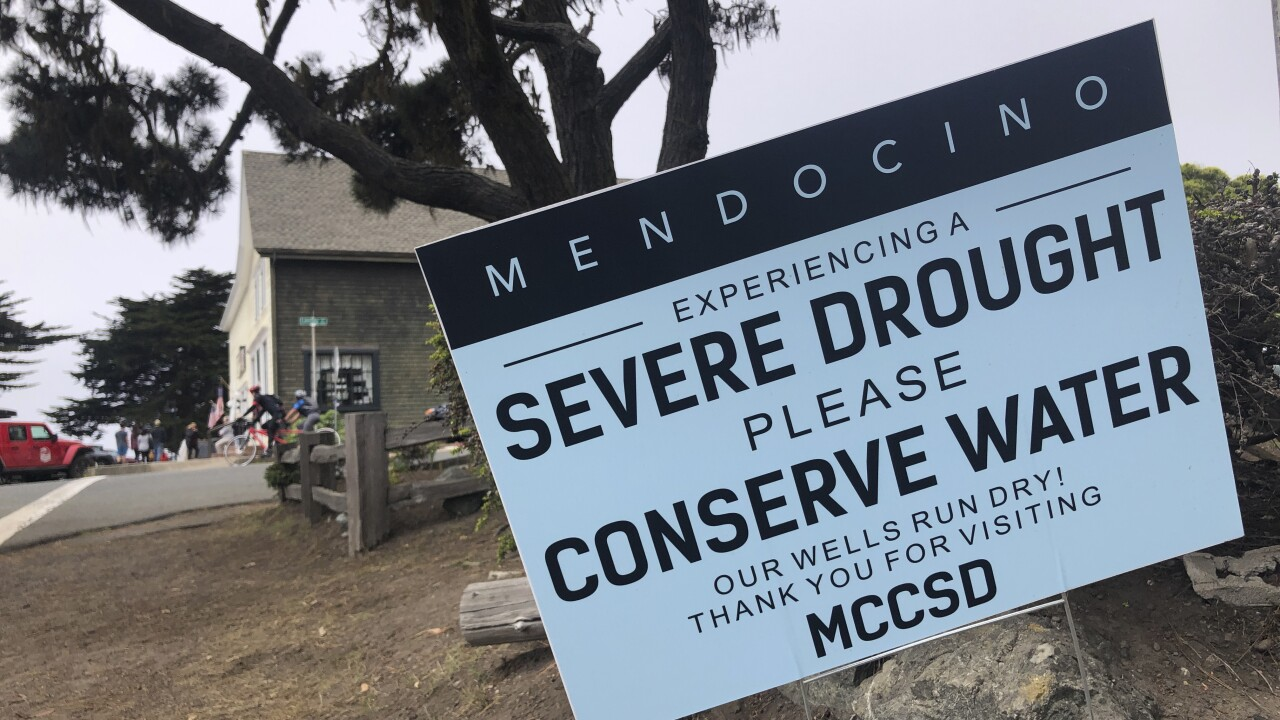 MENDOCINO
EXPERIENCING A
SEVERE DROUGHT
PLEASE
CONSERVE WATER
OUR WELLS RUN DRY!
THANK YOU FOR VISITING
MCCSD